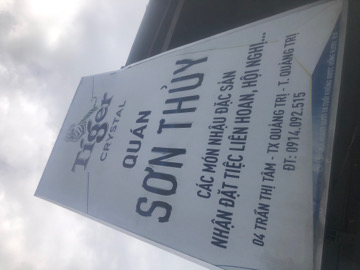 Tiger
CRYSTAL
QUÁN
SƠN THỦY
CÁC MÓN NHẬU ĐẶC SẢN
NHẬN ĐẶT TIỆC LIÊN HOAN, HỘI NGHỊ...
04 TRẦN THỊ TÂM - TX QUẢNG TRỊ - T. QUẢNG TRỊ
ĐT: 0914.092.515